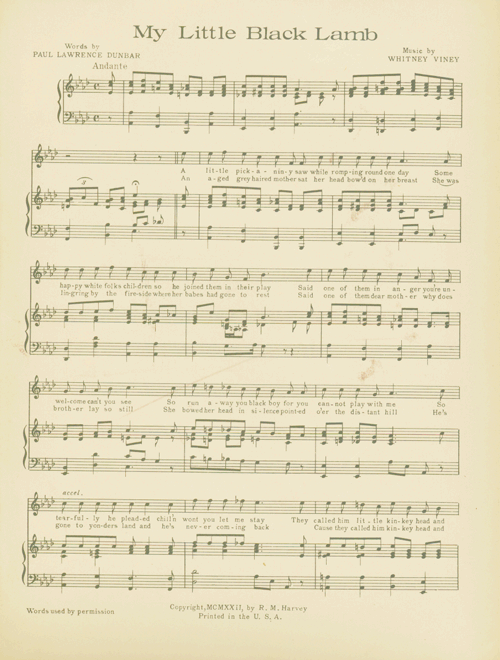 My Little Black Lamb
Words by
PAUL LAWRENCE DUNBAR
Music by
WHITNEY VINEY
Andante
A lit-tle pick-a-nin-y saw while romp-ing round one day Some
An a-ged grey haired mother sat her head bow'd on her breast She was
hap-py white folks chil-dren so he joined them in their play Said one of them in an-ger you're un-
lin-gring by the fire-side when her babes had gone to rest Said one of them dear moth-er why does
wel-come can't you see So run a-way you black boy for you can-not play with me So
broth-er lay so still She bowed her head in si-lence pointed o'er the dis-tant hill He's
accel.
tear-ful-ly he plead-ed chill'n wont you let me stay They called him lit-tle kin-key head and
gone to yon-ders land and he's nev-er com-ing back Cause they called him kin-key head and
Words used by permission
Copyright, MCMXXII, by R. M. Harvey
Printed in the U. S. A.